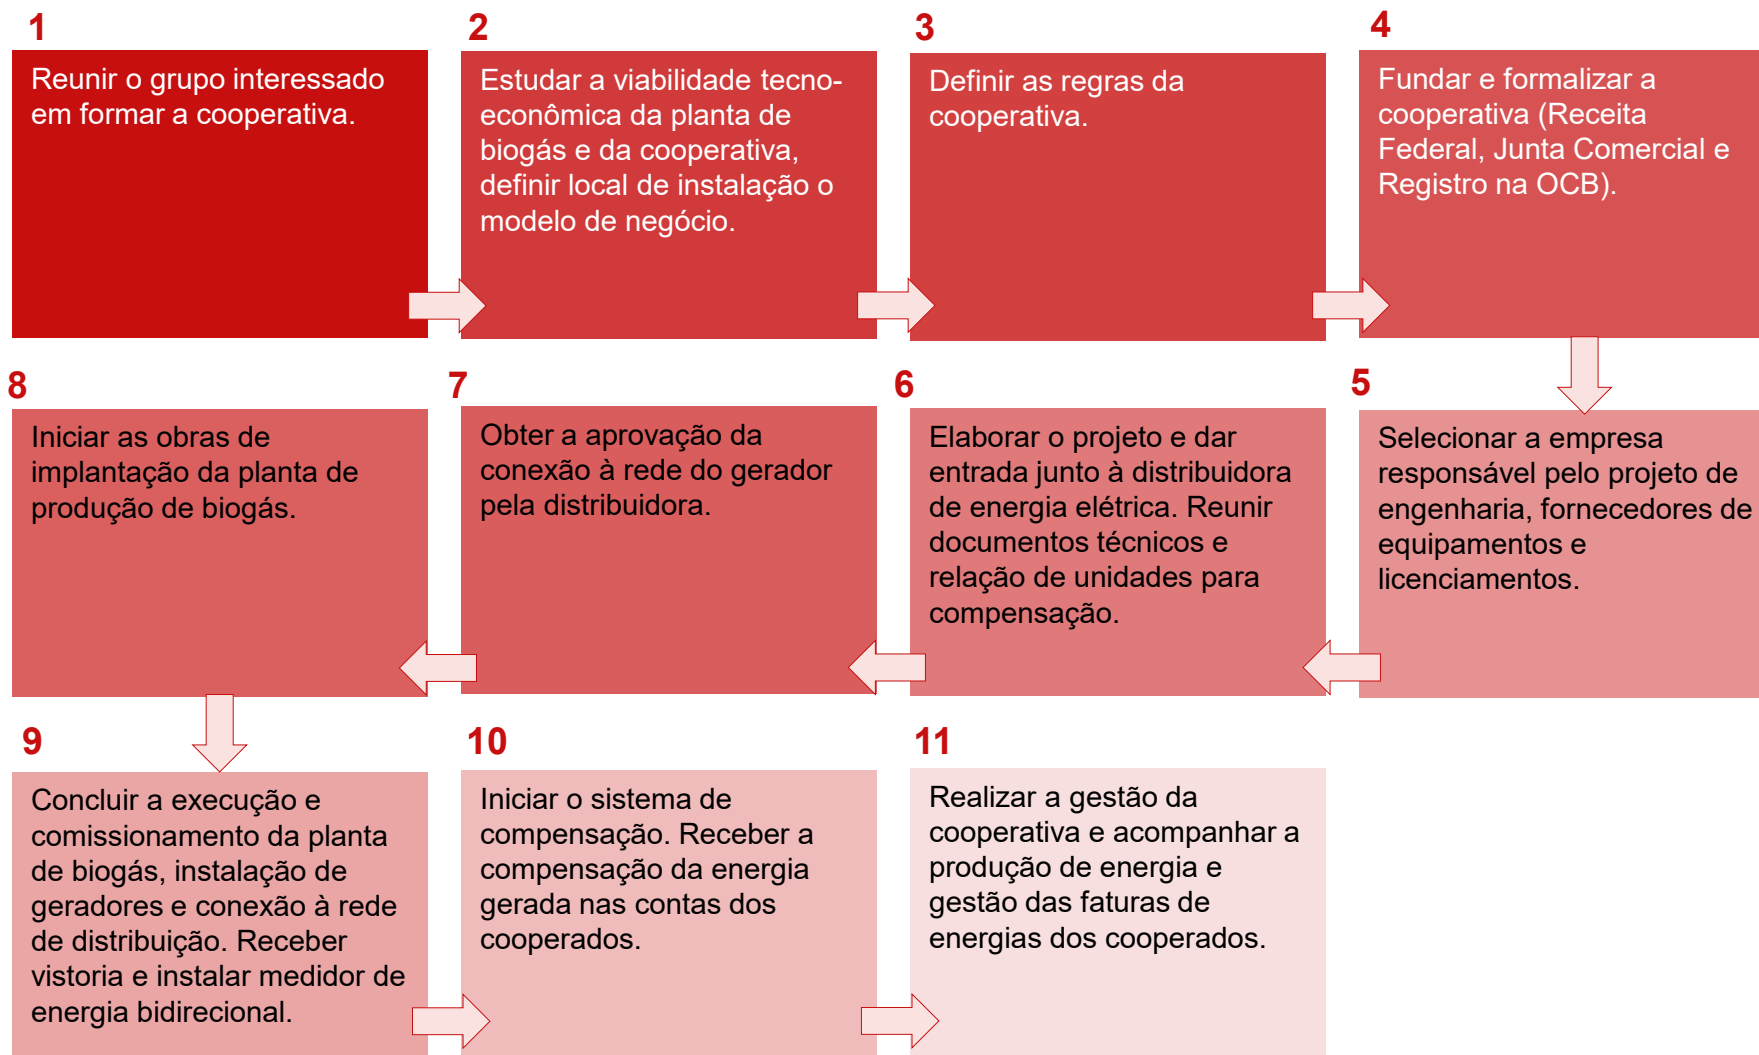 1
Reunir o grupo interessado
em formar a cooperativa.
2
Estudar a viabilidade tecno-
econômica da planta de
biogás e da cooperativa,
definir local de instalação o
modelo de negócio.
3
Definir as regras da
cooperativa.
4
Fundar e formalizar a
cooperativa (Receita
Federal, Junta Comercial e
Registro na OCB).
5
Selecionar a empresa
responsável pelo projeto de
engenharia, fornecedores de
equipamentos e
licenciamentos.
6
Elaborar o projeto e dar
entrada junto à distribuidora
de energia elétrica. Reunir
documentos técnicos e
relação de unidades para
compensação.
7
Obter a aprovação da
conexão à rede do gerador
pela distribuidora.
8
Iniciar as obras de
implantação da planta de
produção de biogás.
9
Concluir a execução e
comissionamento da planta
de biogás, instalação de
geradores e conexão à rede
de distribuição. Receber
vistoria e instalar medidor de
energia bidirecional.
10
Iniciar o sistema de
compensação. Receber a
compensação da energia
gerada nas contas dos
cooperados.
11
Realizar a gestão da
cooperativa e acompanhar a
produção de energia e
gestão das faturas de
energias dos cooperados.